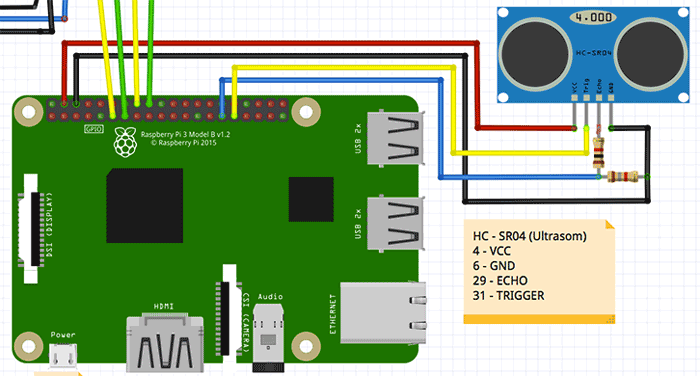 4.000
HC-SR04
VCC
Trig
Echo
GND
GPIO
Raspberry Pi 3 Model B v1.2
© Raspberry Pi 2015
USB 2x
DSI (DISPLAY)
USB 2x
HC - SR04 (Ultrasom)
4 - VCC
6 - GND
29 - ECHO
31 - TRIGGER
HDMI
CSI (CAMERA)
Audio
ETHERNET
Power